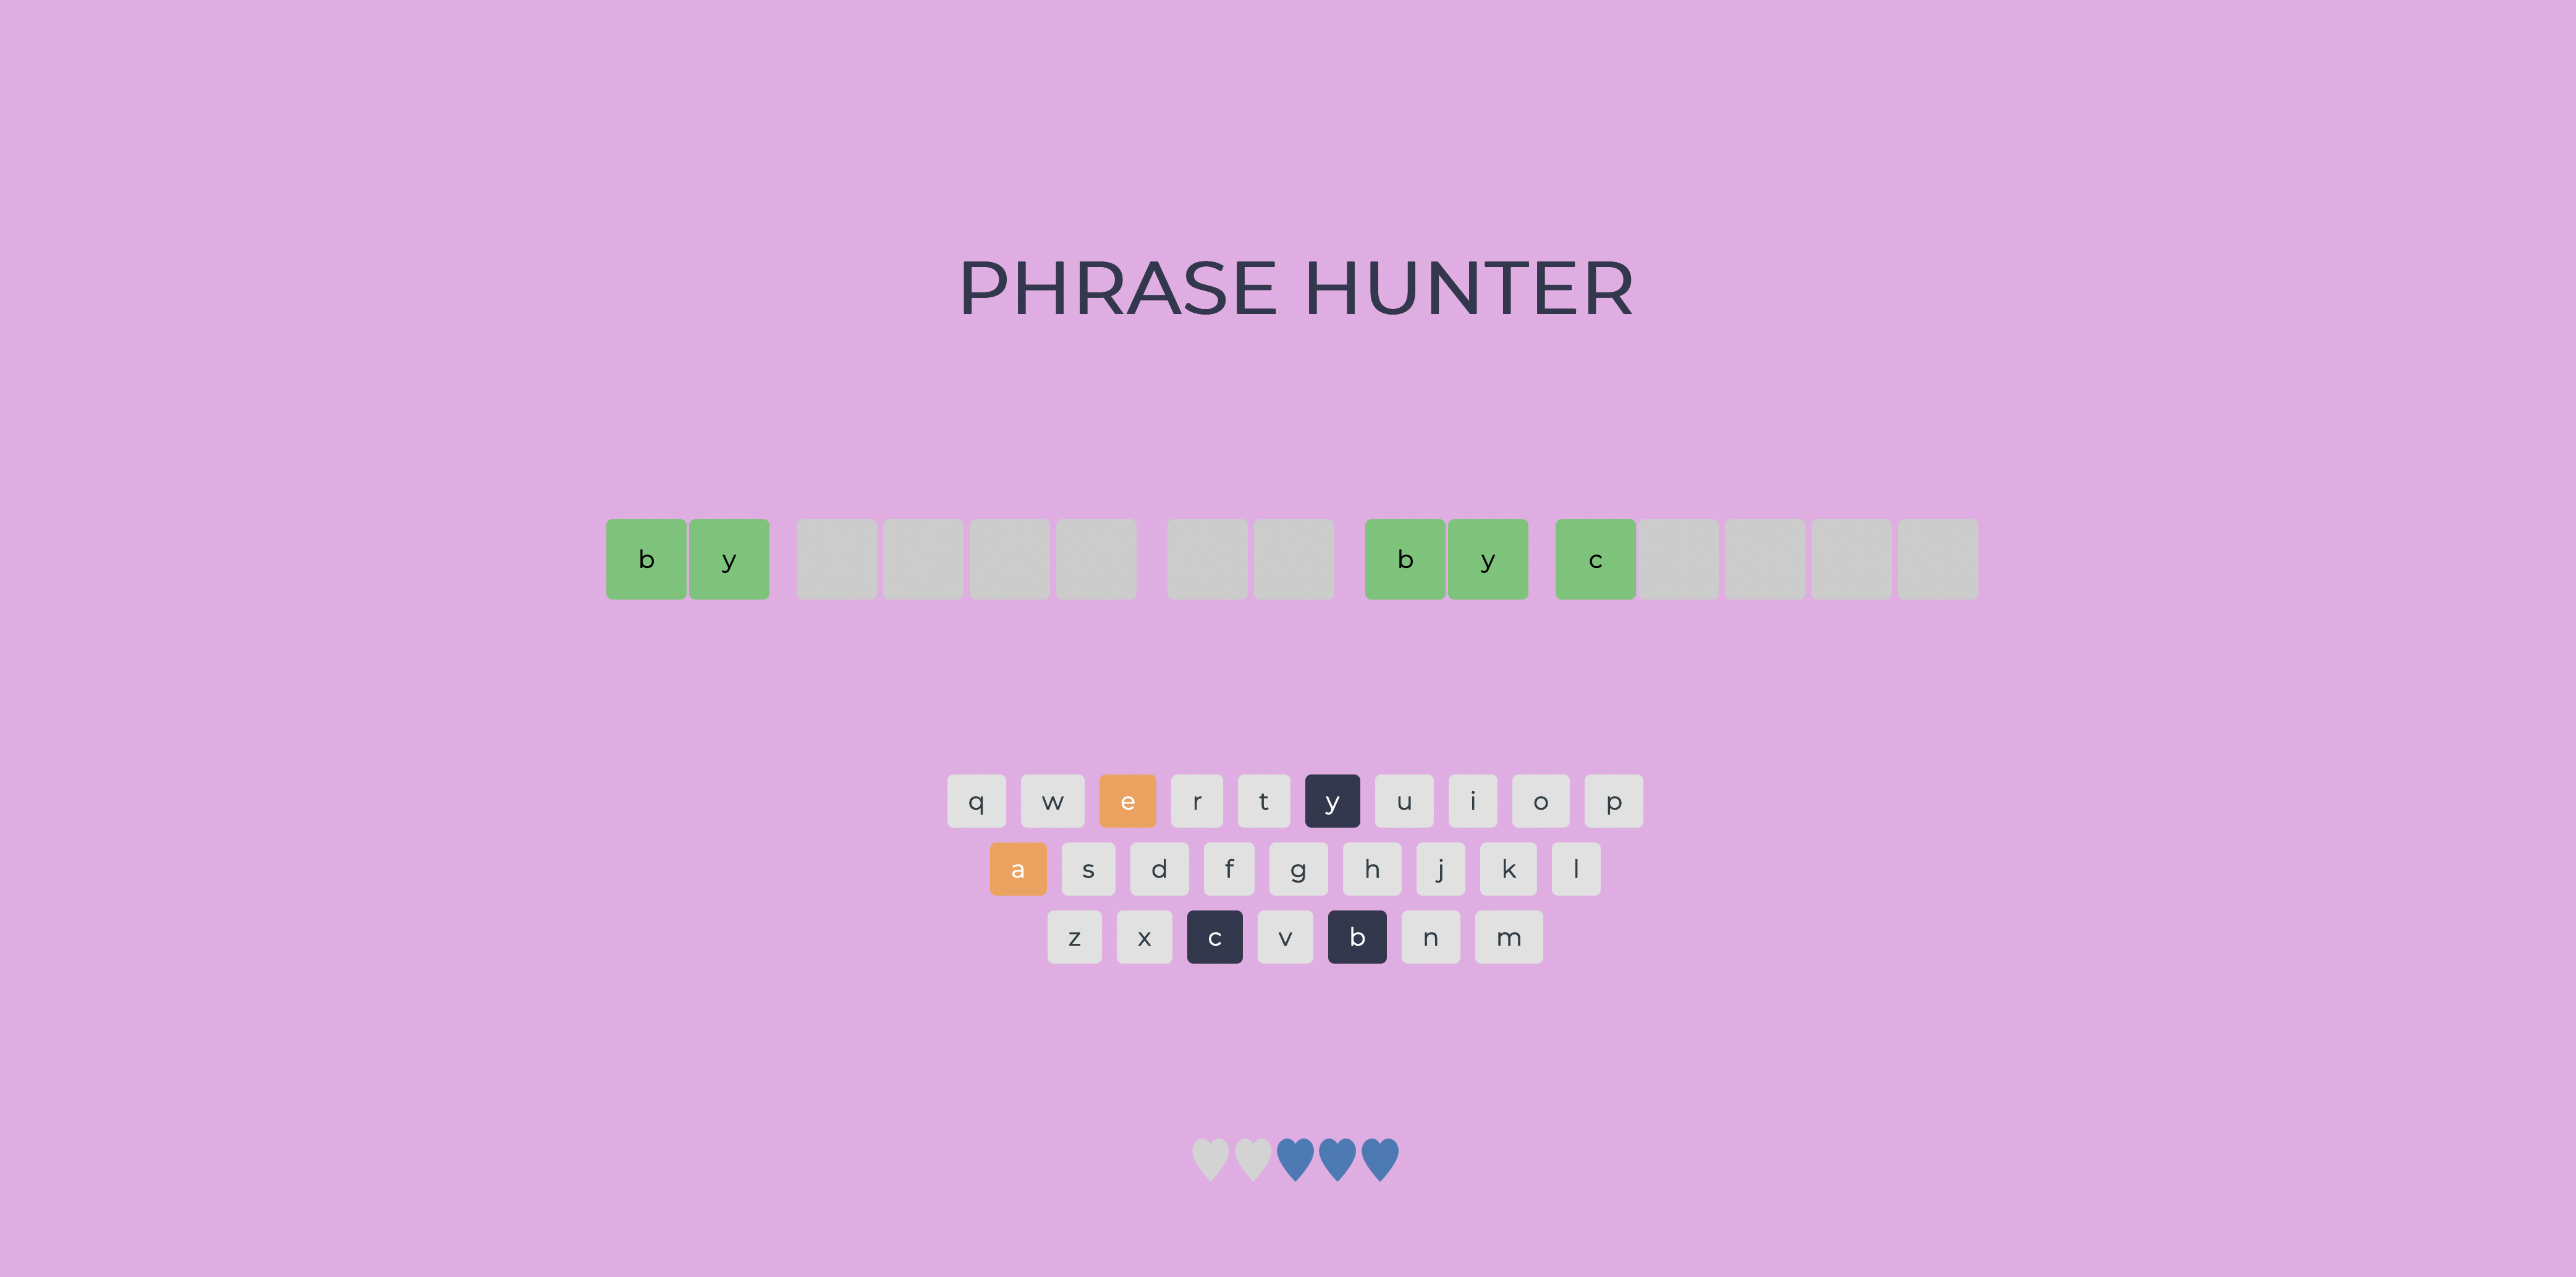 PHRASE HUNTER
by by c
q w e r t y u i o p
a s d f g h j k l
z x c v b n m